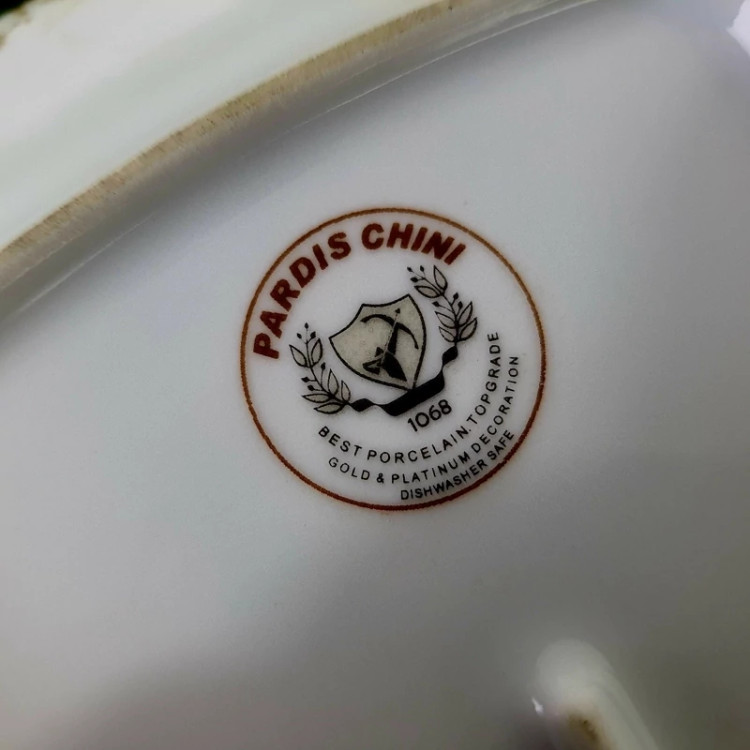 PARDIS CHINI
1068
BEST PORCELAIN.TOPGRADE
GOLD & PLATINUM DECORATION
DISHWASHER SAFE